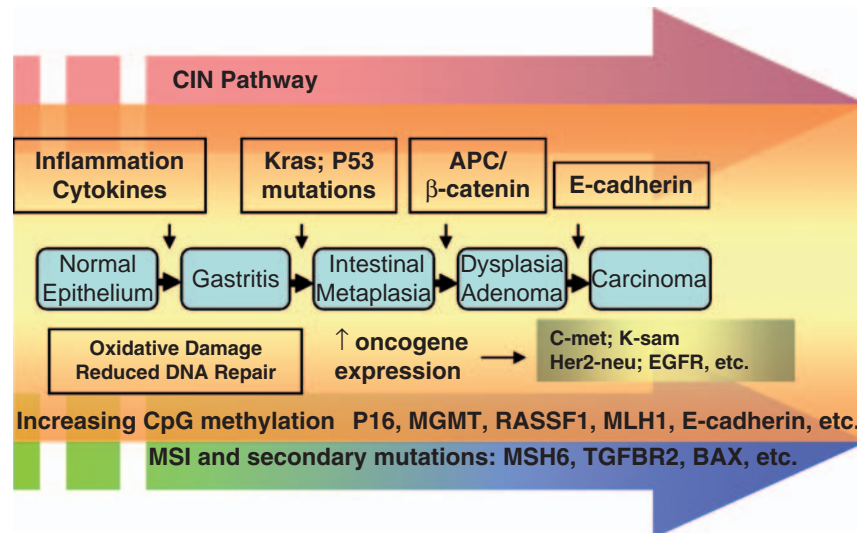 CIN Pathway
Inflammation
Cytokines
Kras; P53
mutations
APC/
β-catenin
E-cadherin
Normal
Epithelium
Gastritis
Intestinal
Metaplasia
Dysplasia
Adenoma
Carcinoma
Oxidative Damage
Reduced DNA Repair
↑ oncogene
expression
C-met; K-sam
Her2-neu; EGFR, etc.
Increasing CpG methylation P16, MGMT, RASSF1, MLH1, E-cadherin, etc.
MSI and secondary mutations: MSH6, TGFBR2, BAX, etc.